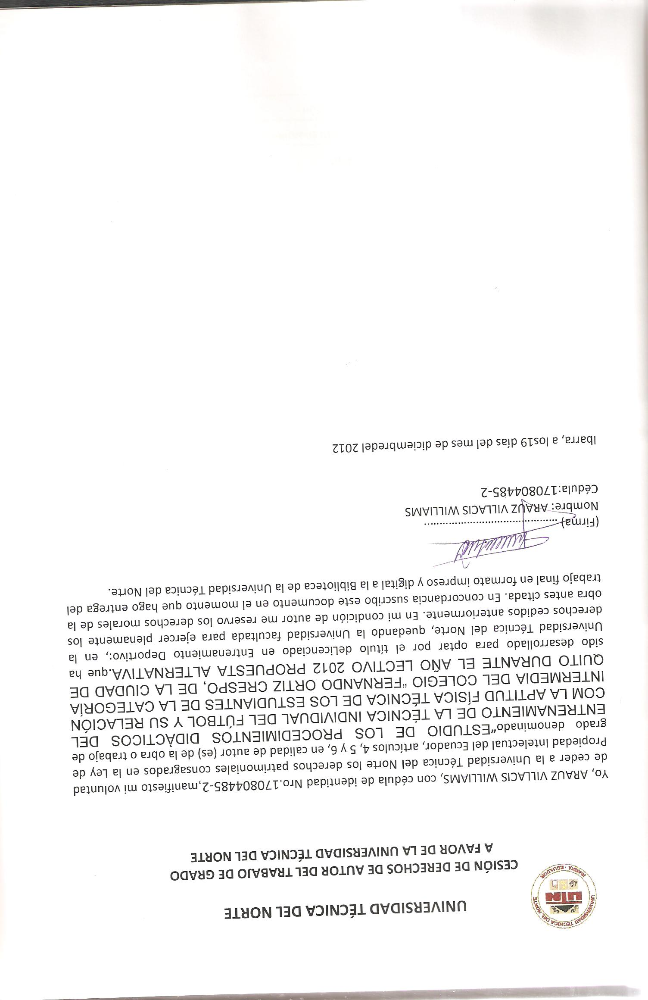 UNIVERSIDAD TECNICA DEL NORTE
UTN
IBARRA - ECUADOR
UNIVERSIDAD TÉCNICA DEL NORTE
CESIÓN DE DERECHOS DE AUTOR DEL TRABAJO DE GRADO
A FAVOR DE LA UNIVERSIDAD TÉCNICA DEL NORTE
Yo, ARAUZ VILLACIS WILLIAMS, con cédula de identidad Nro.170804485-2,manifiesto mi voluntad
de ceder a la Universidad Técnica del Norte los derechos patrimoniales consagrados en la Ley de
Propiedad Intelectual del Ecuador, artículos 4, 5 y 6, en calidad de autor (es) de la obra o trabajo de
grado denominado“ESTUDIO DE LOS PROCEDIMIENTOS DIDÀCTICOS DEL
ENTRENAMIENTO DE LA TÉCNICA INDIVIDUAL DEL FÚTBOL Y SU RELACIÓN
COM LA APTITUD FÍSICA TÉCNICA DE LOS ESTUDIANTES DE LA CATEGORÍA
INTERMEDIA DEL COLEGIO “FERNANDO ORTIZ CRESPO, DE LA CIUDAD DE
QUITO DURANTE EL AÑO LECTIVO 2012 PROPUESTA ALTERNATIVA.que ha
sido desarrollado para optar por el título deLicenciado en Entrenamiento Deportivo:, en la
Universidad Técnica del Norte, quedando la Universidad facultada para ejercer plenamente los
derechos cedidos anteriormente. En mi condición de autor me reservo los derechos morales de la
obra antes citada. En concordancia suscribo este documento en el momento que hago entrega del
trabajo final en formato impreso y digital a la Biblioteca de la Universidad Técnica del Norte.
(Firma) ..............................................
Nombre: ARAUZ VILLACIS WILLIAMS
Cédula:170804485-2
Ibarra, a los19 días del mes de diciembredel 2012